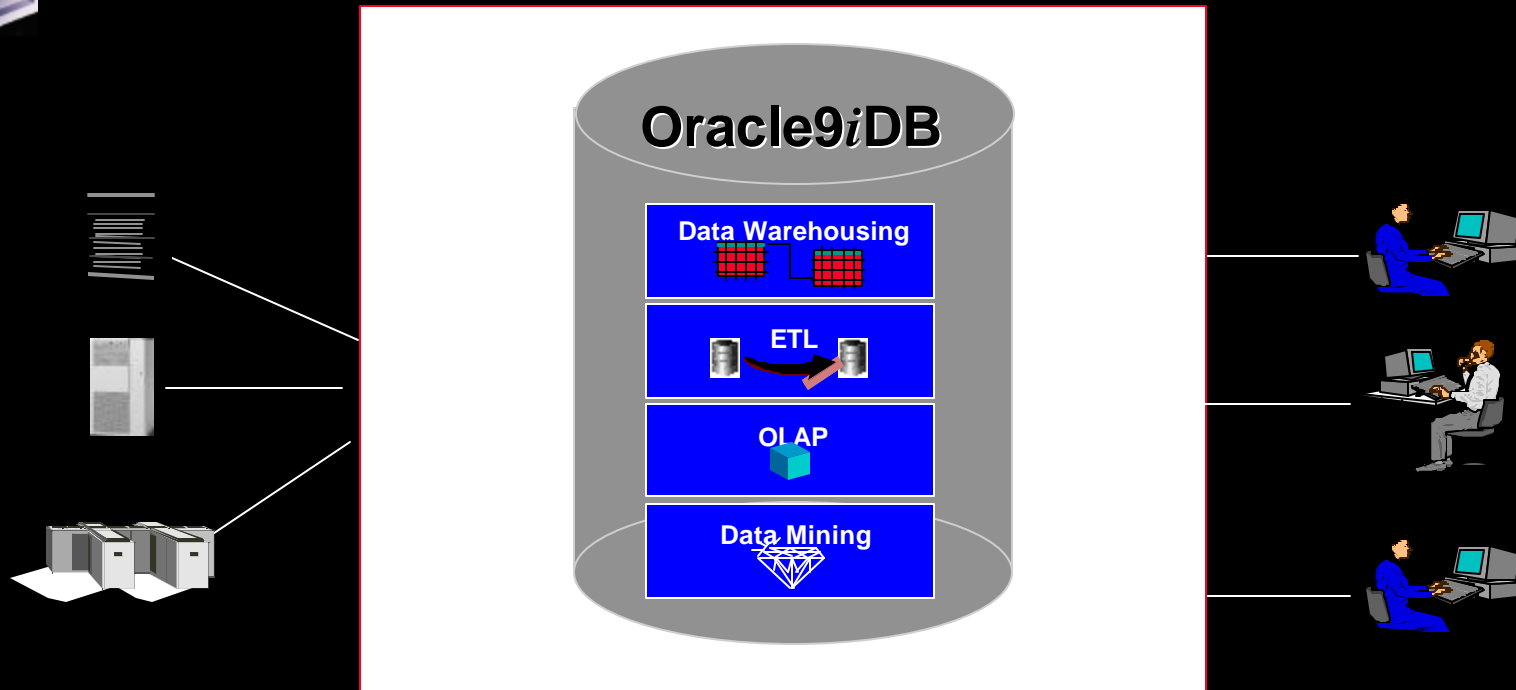 Oracle9iDB
Data Warehousing
ETL
OLAP
Data Mining